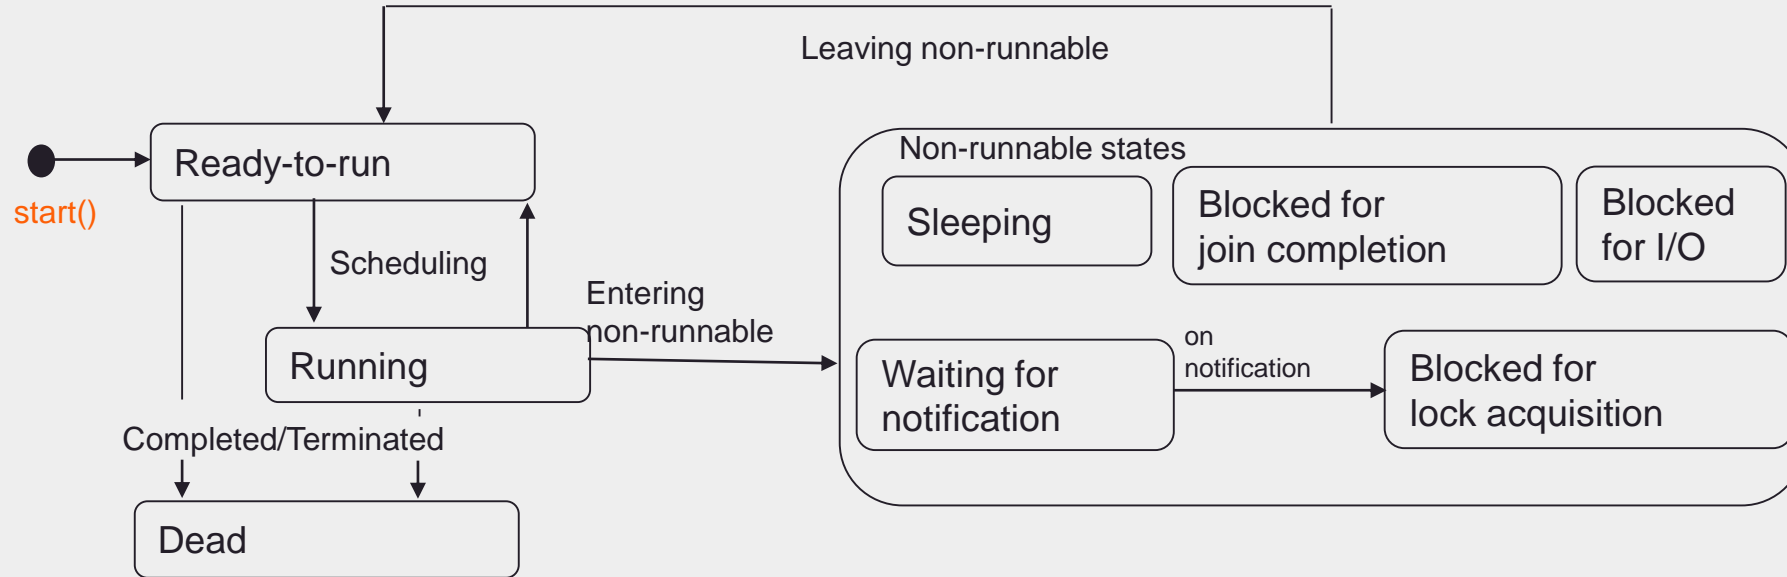 Leaving non-runnable
Ready-to-run
start()
Scheduling
Running
Entering
non-runnable
Completed/Terminated
Dead
Non-runnable states
Sleeping
Blocked for
join completion
Blocked
for I/O
Waiting for
notification
on
notification
Blocked for
lock acquisition